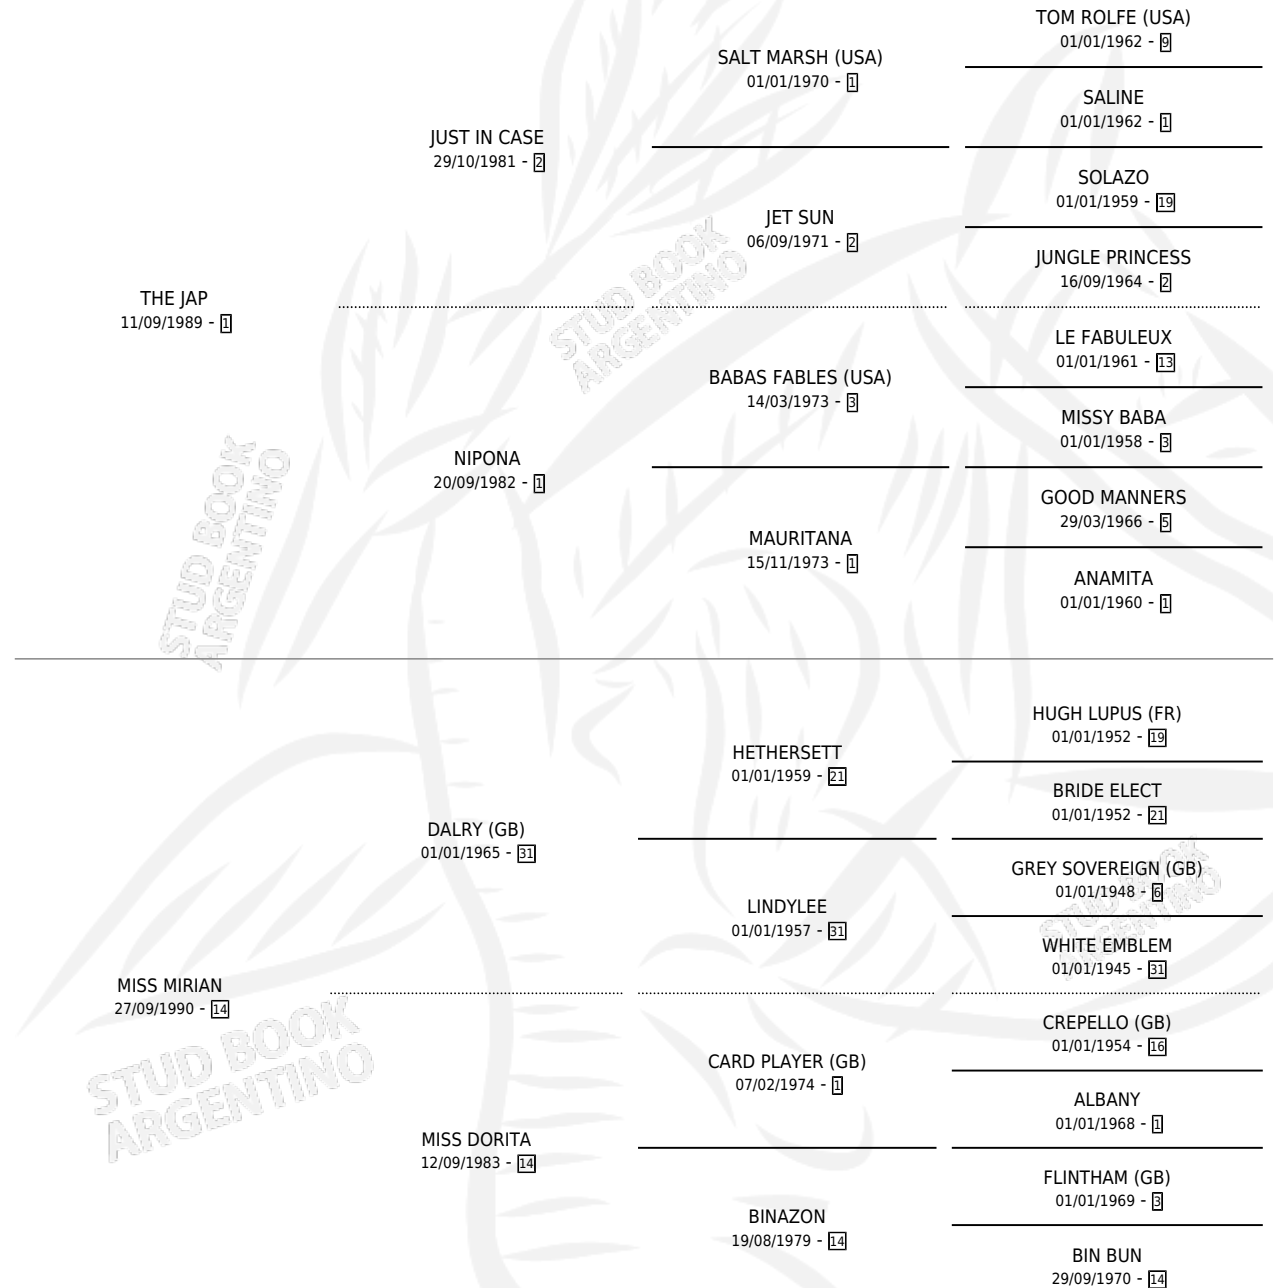 TOM ROLFE (USA)
01/01/1962 - 9
SALT MARSH (USA)
01/01/1970 - 1
SALINE
01/01/1962 - 1
JUST IN CASE
29/10/1981 - 2
SOLAZO
01/01/1959 - 19
JET SUN
06/09/1971 - 2
JUNGLE PRINCESS
16/09/1964 - 2
THE JAP
11/09/1989 - 1
LE FABULEUX
01/01/1961 - 13
BABAS FABLES (USA)
14/03/1973 - 3
MISSY BABA
01/01/1958 - 3
NIPONA
20/09/1982 - 1
GOOD MANNERS
29/03/1966 - 5
MAURITANA
15/11/1973 - 1
ANAMITA
01/01/1960 - 1
STUD BOOK
ARGENTINO
STUD BOOK
ARGENTINO
HUGH LUPUS (FR)
01/01/1952 - 19
HETHERSETT
01/01/1959 - 21
BRIDE ELECT
01/01/1952 - 21
DALRY (GB)
01/01/1965 - 31
GREY SOVEREIGN (GB)
01/01/1948 - 6
LINDYLEE
01/01/1957 - 31
WHITE EMBLEM
01/01/1945 - 31
MISS MIRIAN
27/09/1990 - 14
CREPELLO (GB)
01/01/1954 - 16
CARD PLAYER (GB)
07/02/1974 - 1
ALBANY
01/01/1968 - 1
MISS DORITA
12/09/1983 - 14
FLINTHAM (GB)
01/01/1969 - 3
BINAZON
19/08/1979 - 14
BIN BUN
29/09/1970 - 14
STUD BOOK
ARGENTINO
STUD BOOK
ARGENTINO